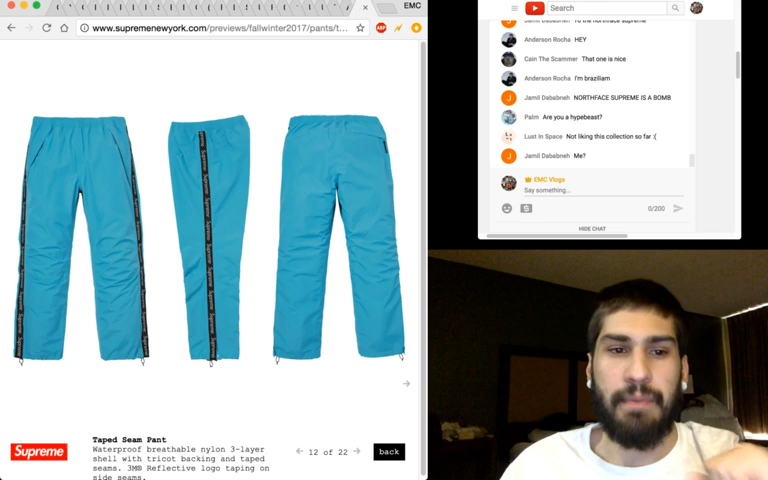 EMC
www.supremenewyork.com/previews/fallwinter2017/pants/t...
ABP
Supreme
Taped Seam Pant
Waterproof breathable nylon 3-layer
shell with tricot backing and taped
seams. 3M® Reflective logo taping on
side seams.
12 of 22
back
Search
Jamil Dababneh To the northface supreme
Anderson Rocha HEY
Cain The Scammer That one is nice
Anderson Rocha I'm braziliam
J Jamil Dababneh NORTHFACE SUPREME IS A BOMB
Palm Are you a hypebeast?
Lust In Space Not liking this collection so far :(
J Jamil Dababneh Me?
EMC Vlogs
Say something...
0/200
HIDE CHAT